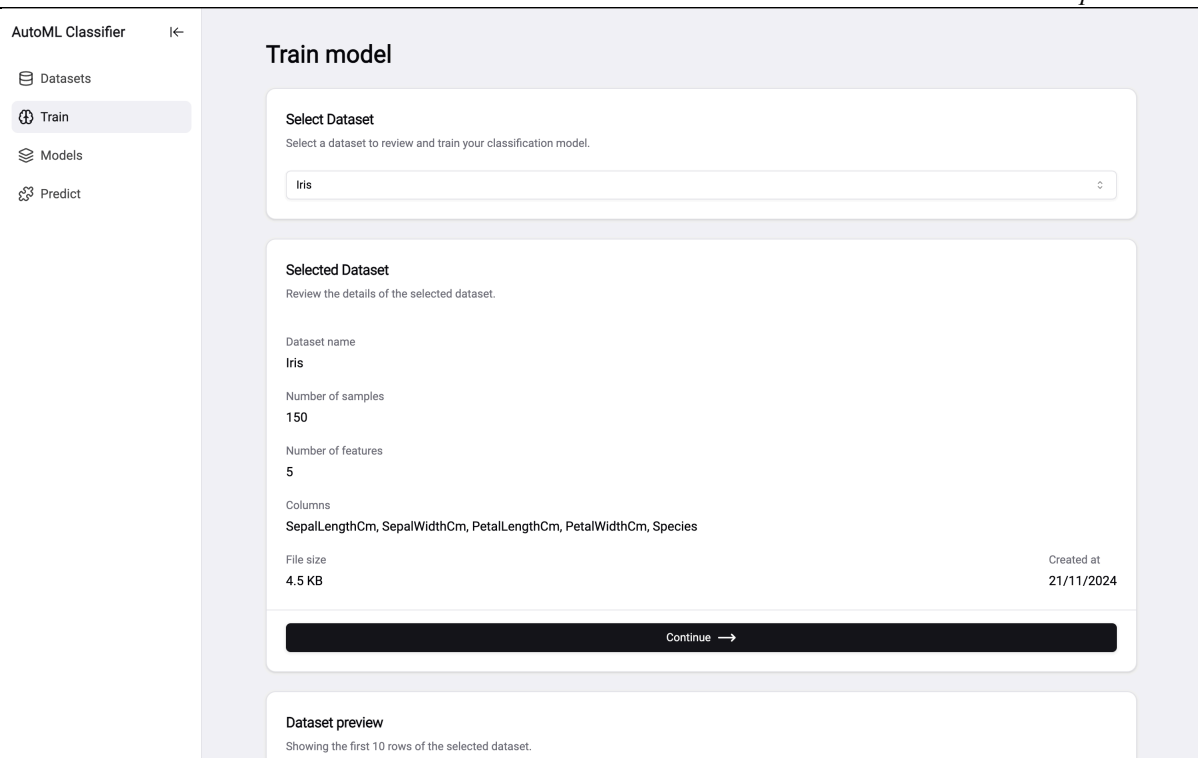 AutoML Classifier
Datasets
Train
Models
Predict
Train model
Select Dataset
Select a dataset to review and train your classification model.
Iris
Selected Dataset
Review the details of the selected dataset.
Dataset name
Iris
Number of samples
150
Number of features
5
Columns
SepalLengthCm, SepalWidthCm, PetalLengthCm, PetalWidthCm, Species
File size
4.5 KB
Created at
21/11/2024
Continue
Dataset preview
Showing the first 10 rows of the selected dataset.